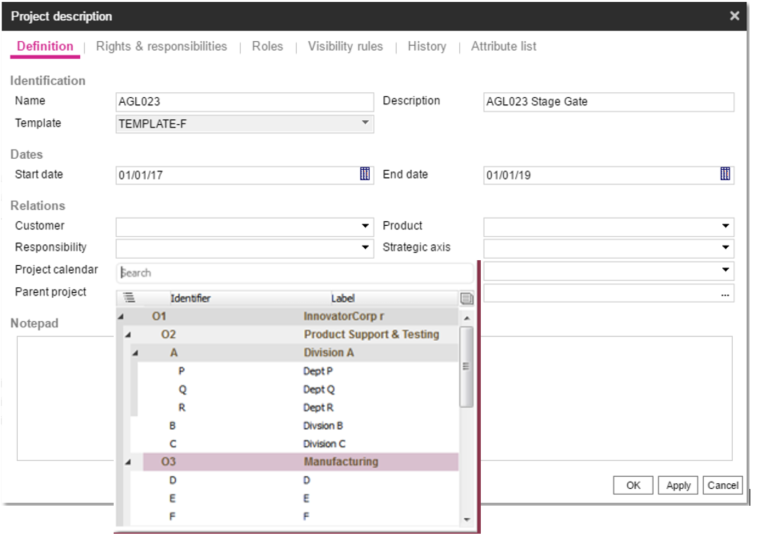 Project description
Definition | Rights & responsibilities | Roles | Visibility rules | History | Attribute list
Identification
Name AGL023 Description AGL023 Stage Gate
Template TEMPLATE-F
Dates
Start date 01/01/17 End date 01/01/19
Relations
Customer Product
Responsibility Strategic axis
Project calendar Search
Parent project ...
Identifier Label
Notepad
O1 InnovatorCorp r
O2 Product Support & Testing
A Division A
P Dept P
Q Dept Q
R Dept R
B Divsion B
C Division C
O3 Manufacturing
D D
E E
F F
OK Apply Cancel